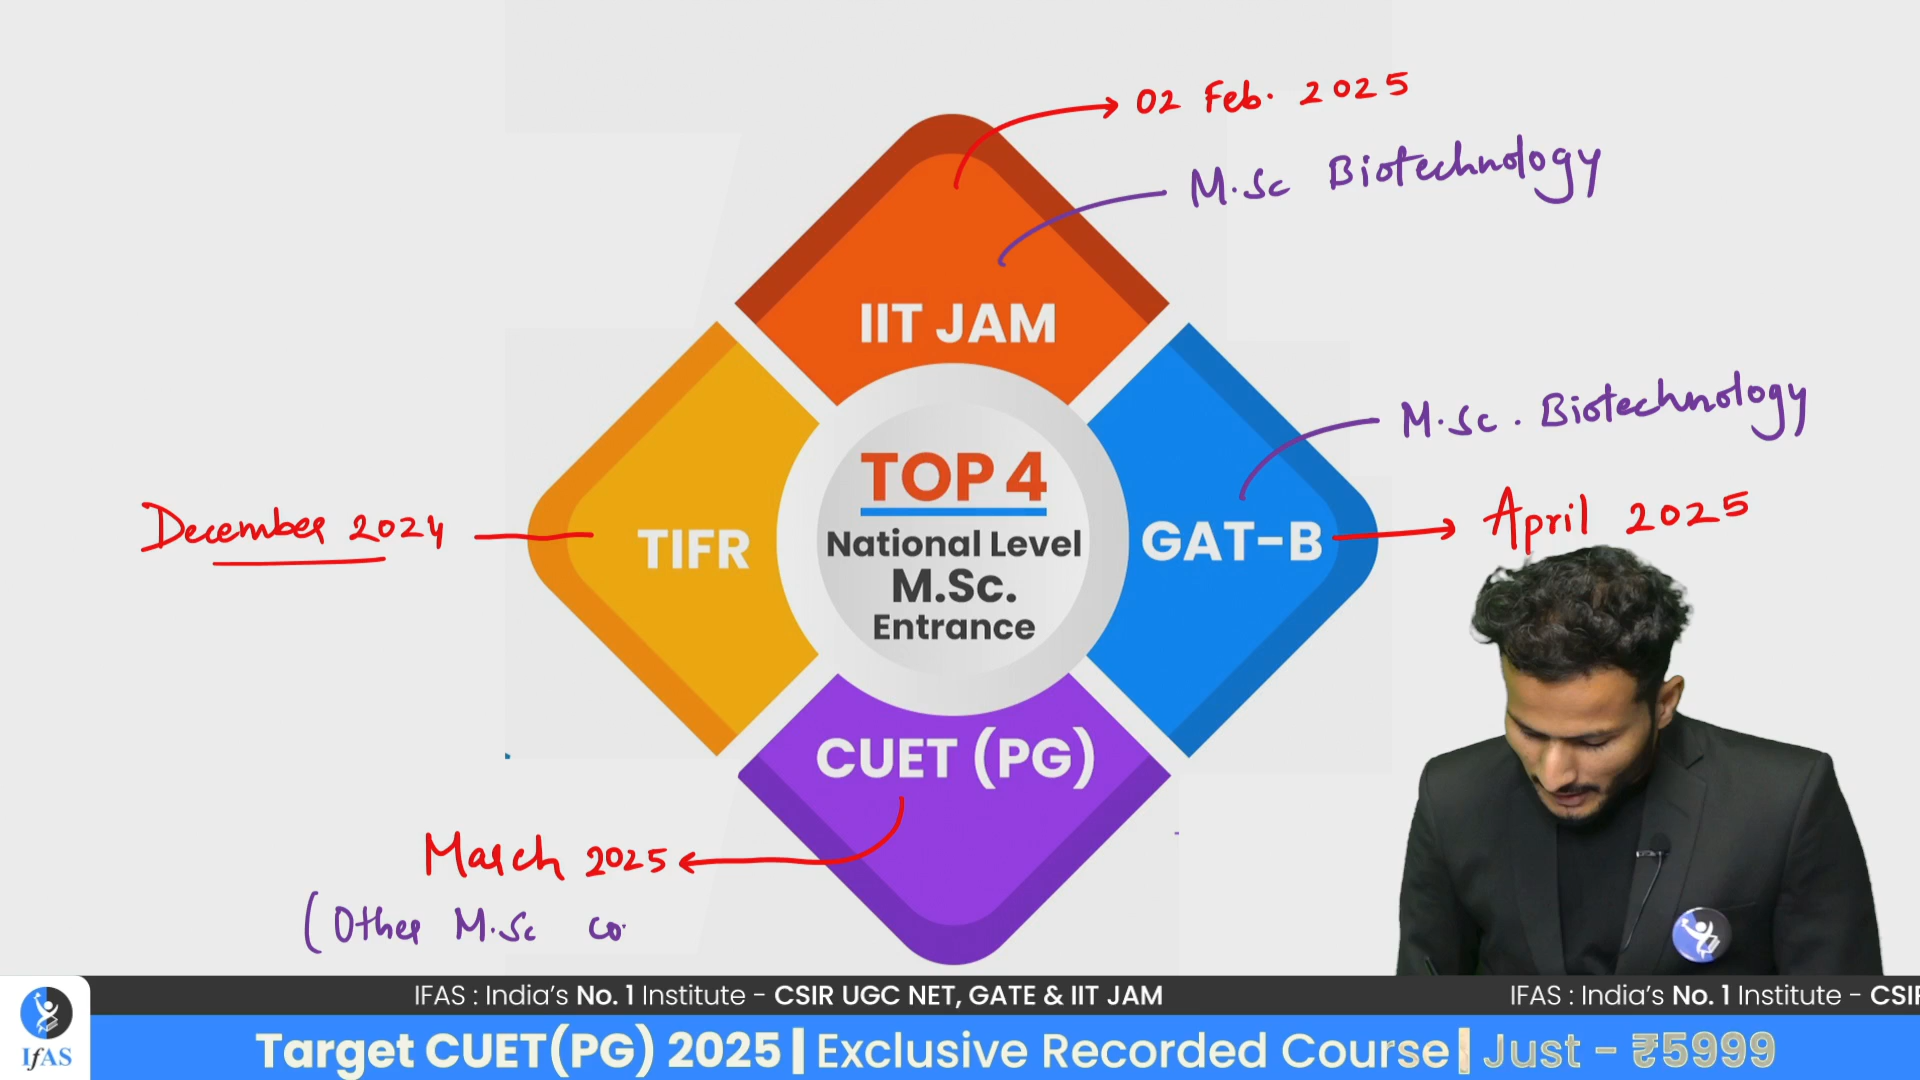 02 Feb. 2025
M.Sc Biotechnology
IIT JAM
M.Sc. Biotechnology
TOP 4
National Level
M.Sc.
Entrance
December 2024
TIFR
GAT-B
April 2025
CUET (PG)
March 2025
(Other M.Sc co
IFAS : India's No. 1 Institute - CSIR UGC NET, GATE & IIT JAM
IFAS : India's No. 1 Institute - CSIR
IfAS
Target CUET(PG) 2025 | Exclusive Recorded Course | Just - ₹5999